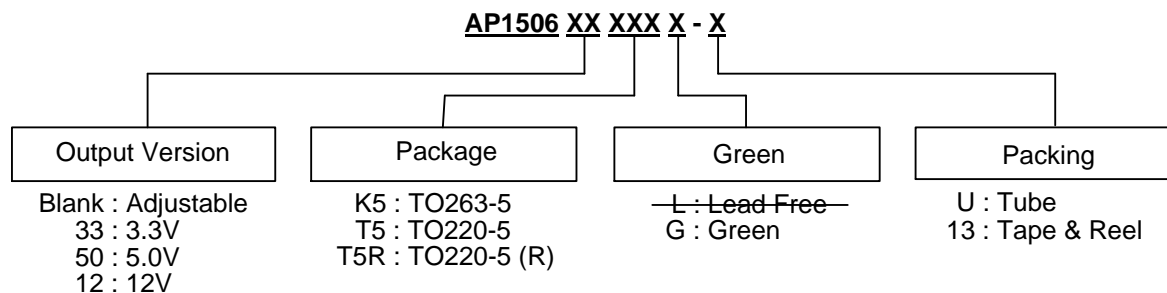 AP1506 XX XXX X - X
Output Version
Blank : Adjustable
33 : 3.3V
50 : 5.0V
12 : 12V
Package
K5 : TO263-5
T5 : TO220-5
T5R : TO220-5 (R)
Green
L : Lead Free
G : Green
Packing
U : Tube
13 : Tape & Reel